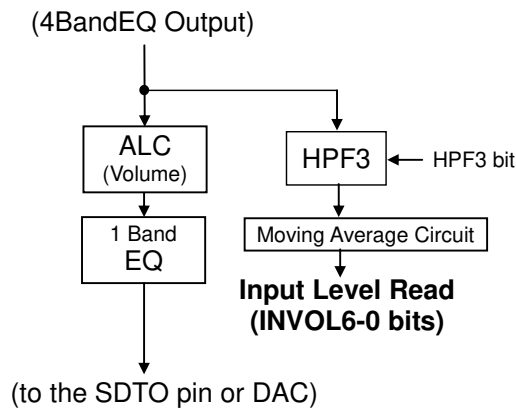 (4BandEQ Output)
ALC
(Volume)
HPF3
HPF3 bit
1 Band
EQ
Moving Average Circuit
Input Level Read
(INVOL6-0 bits)
(to the SDTO pin or DAC)